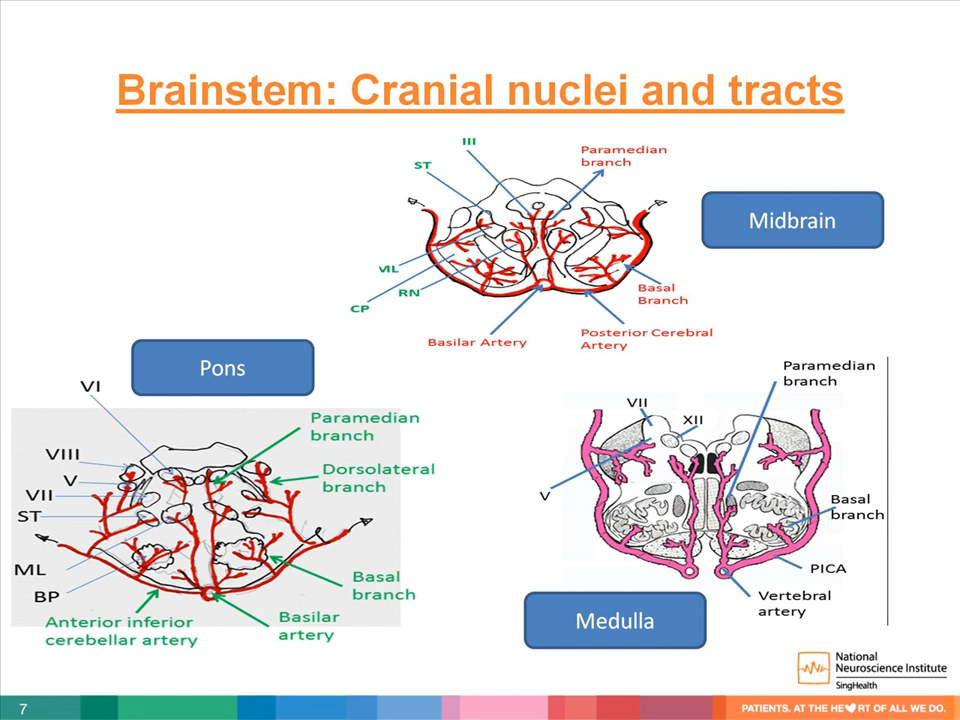 Brainstem: Cranial nuclei and tracts
III
ST
Paramedian
branch
Midbrain
ML
RN
CP
Basal
Branch
Basilar Artery
Posterior Cerebral
Artery
Pons
VI
VIII
V
VII
ST
ML
BP
Paramedian
branch
Dorsolateral
branch
Basal
branch
Basilar
artery
Anterior inferior
cerebellar artery
Paramedian
branch
VII
XII
V
Basal
branch
PICA
Vertebral
artery
Medulla
National
Neuroscience Institute
SingHealth
7
PATIENTS. AT THE HE♥RT OF ALL WE DO.